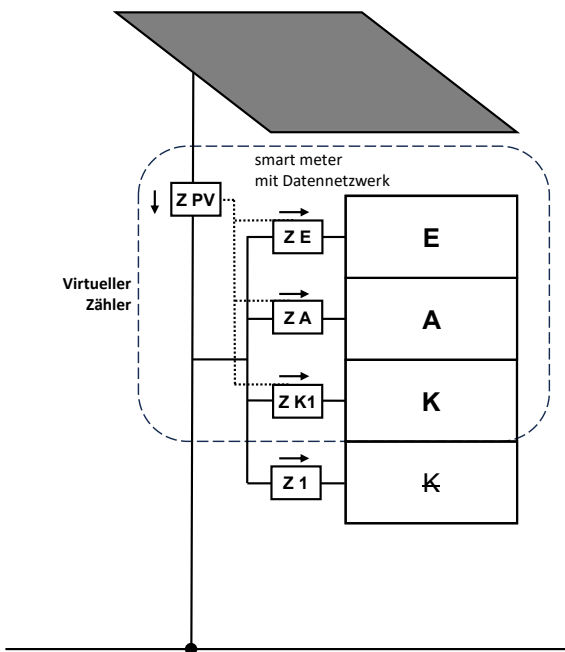 smart meter
mit Datennetzwerk
Z PV
Z E
E
Virtueller
Zähler
Z A
A
Z K1
K
Z 1
K